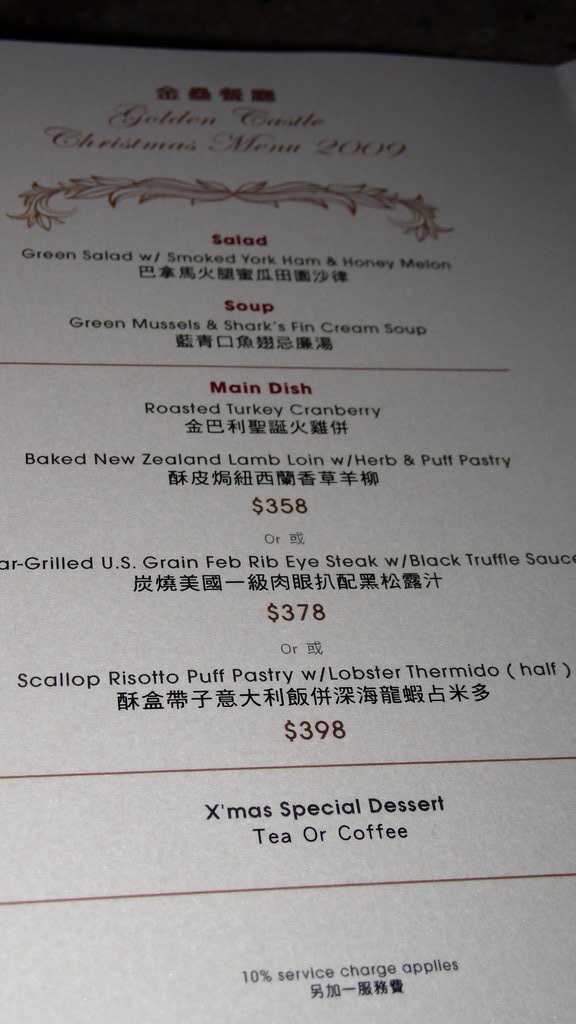 金壘餐廳
Golden Castle
Christmas Menu 2009
Salad
Green Salad w/ Smoked York Ham & Honey Melon
巴拿馬火腿蜜瓜田園沙律
Soup
Green Mussels & Shark's Fin Cream Soup
藍青口魚翅忌廉湯
Main Dish
Roasted Turkey Cranberry
金巴利聖誕火雞併
Baked New Zealand Lamb Loin w/Herb & Puff Pastry
酥皮焗紐西蘭香草羊柳
$358
Or 或
ar-Grilled U.S. Grain Feb Rib Eye Steak w/Black Truffle Sauce
炭燒美國一級肉眼扒配黑松露汁
$378
Or 或
Scallop Risotto Puff Pastry w/Lobster Thermido ( half )
酥盒帶子意大利飯併深海龍蝦占米多
$398
X'mas Special Dessert
Tea Or Coffee
10% service charge applies
另加一服務費